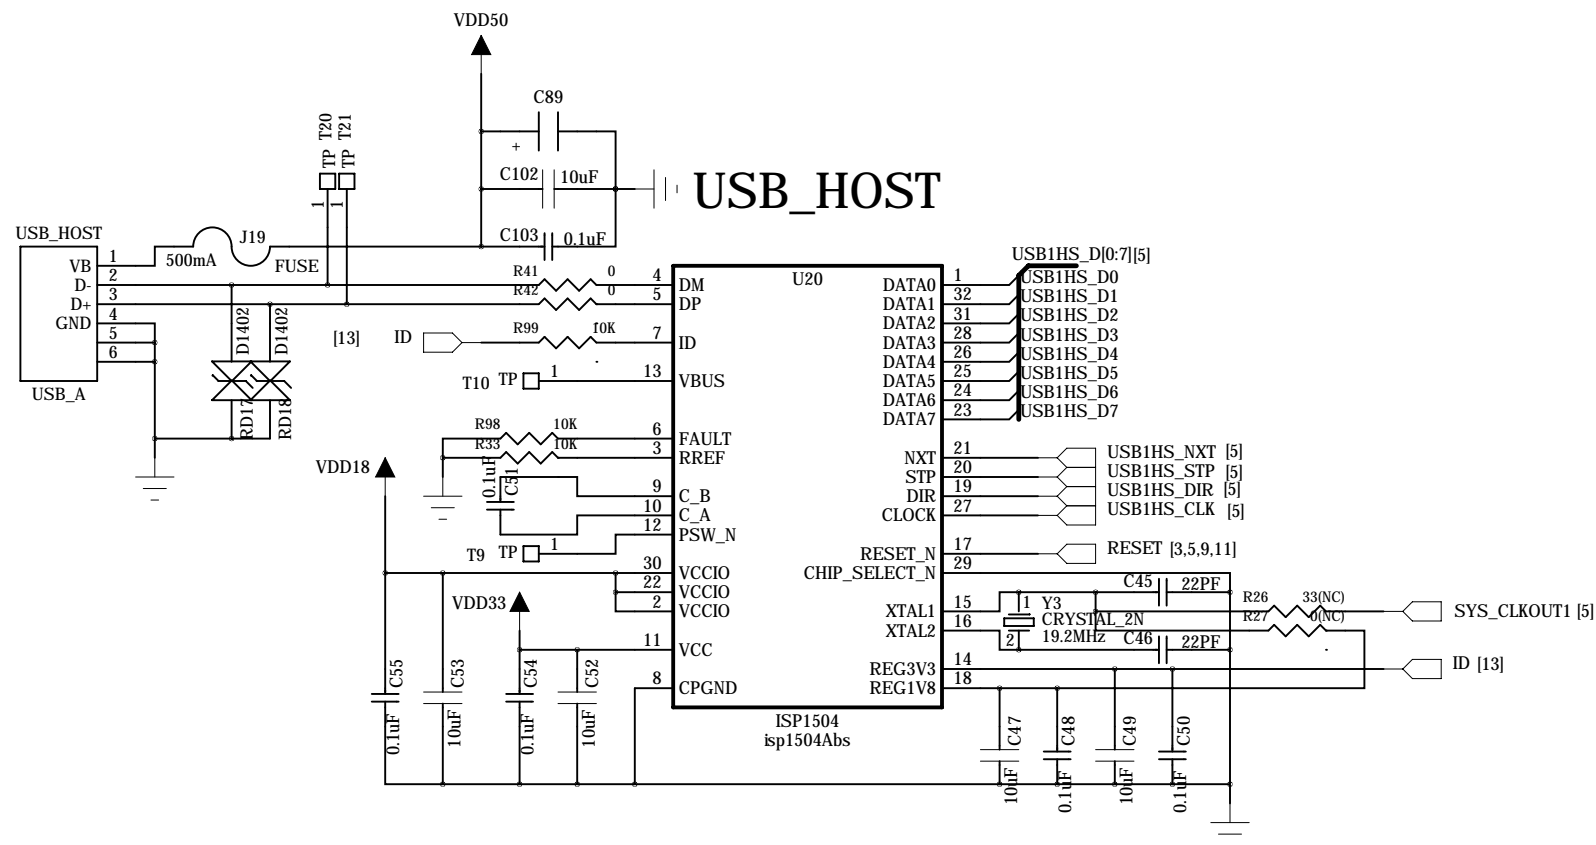 VDD50
C89
+
C102 10uF
C103 0.1uF
USB_HOST
TP T20
TP T21
1
1
USB_HOST
VB 1
D- 2
D+ 3
GND 4
5
6
USB_A
500mA
J19
FUSE
D1402
D1402
RD17
RD18
R41 0
R42 0
[13] ID
R99 10K
T10 TP 1
R98 10K
R33 10K
0.1uF
C51
T9 TP 1
VDD18
VDD33
C55
0.1uF
C53
10uF
C54
0.1uF
C52
10uF
U20
4 DM
5 DP
7 ID
13 VBUS
6 FAULT
3 RREF
9 C_B
10 C_A
12 PSW_N
30 VCCIO
22 VCCIO
2 VCCIO
11 VCC
8 CPGND
DATA0 1
DATA1 32
DATA2 31
DATA3 28
DATA4 26
DATA5 25
DATA6 24
DATA7 23
NXT 21
STP 20
DIR 19
CLOCK 27
RESET_N 17
CHIP_SELECT_N 29
XTAL1 15
XTAL2 16
REG3V3 14
REG1V8 18
ISP1504
isp1504Abs
USB1HS_D[0:7][5]
USB1HS_D0
USB1HS_D1
USB1HS_D2
USB1HS_D3
USB1HS_D4
USB1HS_D5
USB1HS_D6
USB1HS_D7
USB1HS_NXT [5]
USB1HS_STP [5]
USB1HS_DIR [5]
USB1HS_CLK [5]
RESET [3,5,9,11]
C45 22PF
1 Y3
CRYSTAL_2N
2 19.2MHz
C46 22PF
R26 33(NC)
R27 0(NC)
SYS_CLKOUT1 [5]
ID [13]
C47
10uF
C48
0.1uF
C49
10uF
C50
0.1uF